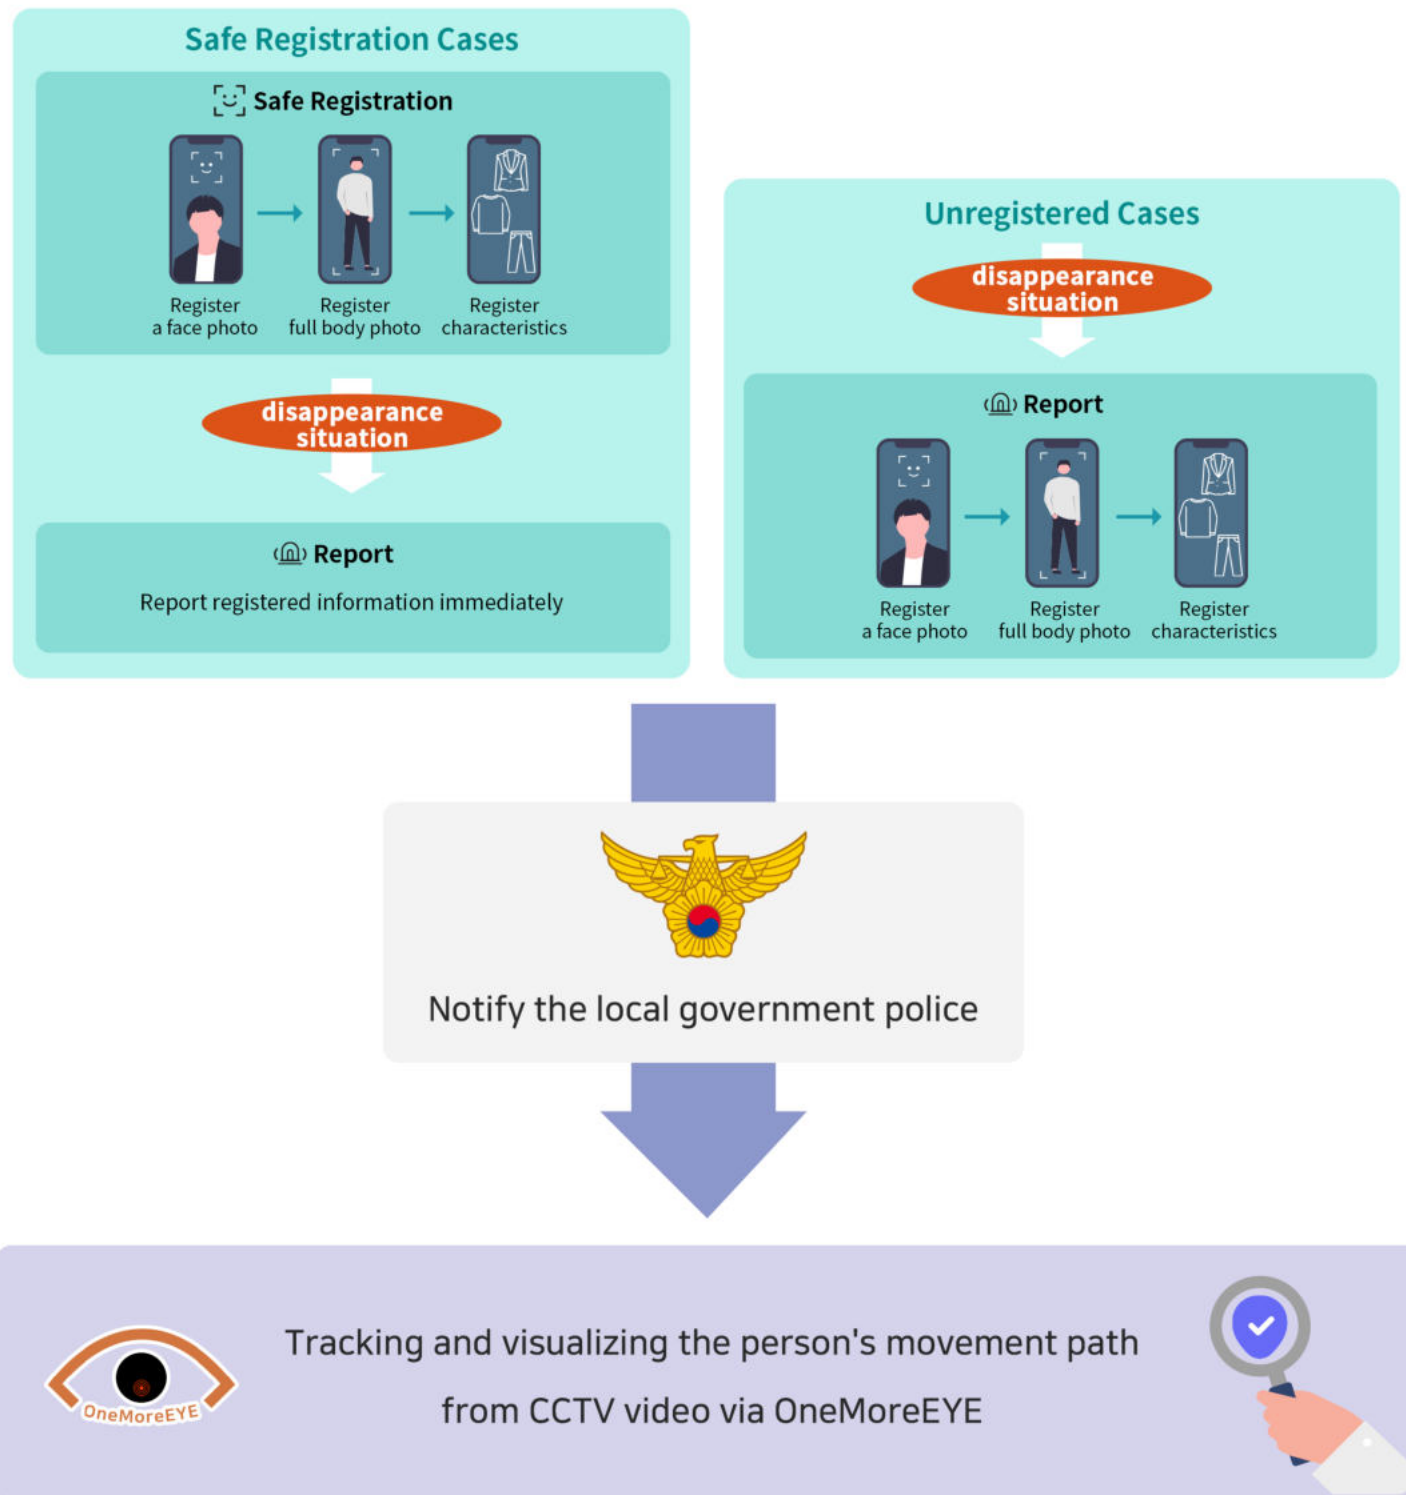 Safe Registration Cases
Safe Registration
Register
a face photo
Register
full body photo
Register
characteristics
disappearance
situation
Report
Report registered information immediately
Unregistered Cases
disappearance
situation
Report
Register
a face photo
Register
full body photo
Register
characteristics
Notify the local government police
OneMoreEYE
Tracking and visualizing the person's movement path
from CCTV video via OneMoreEYE